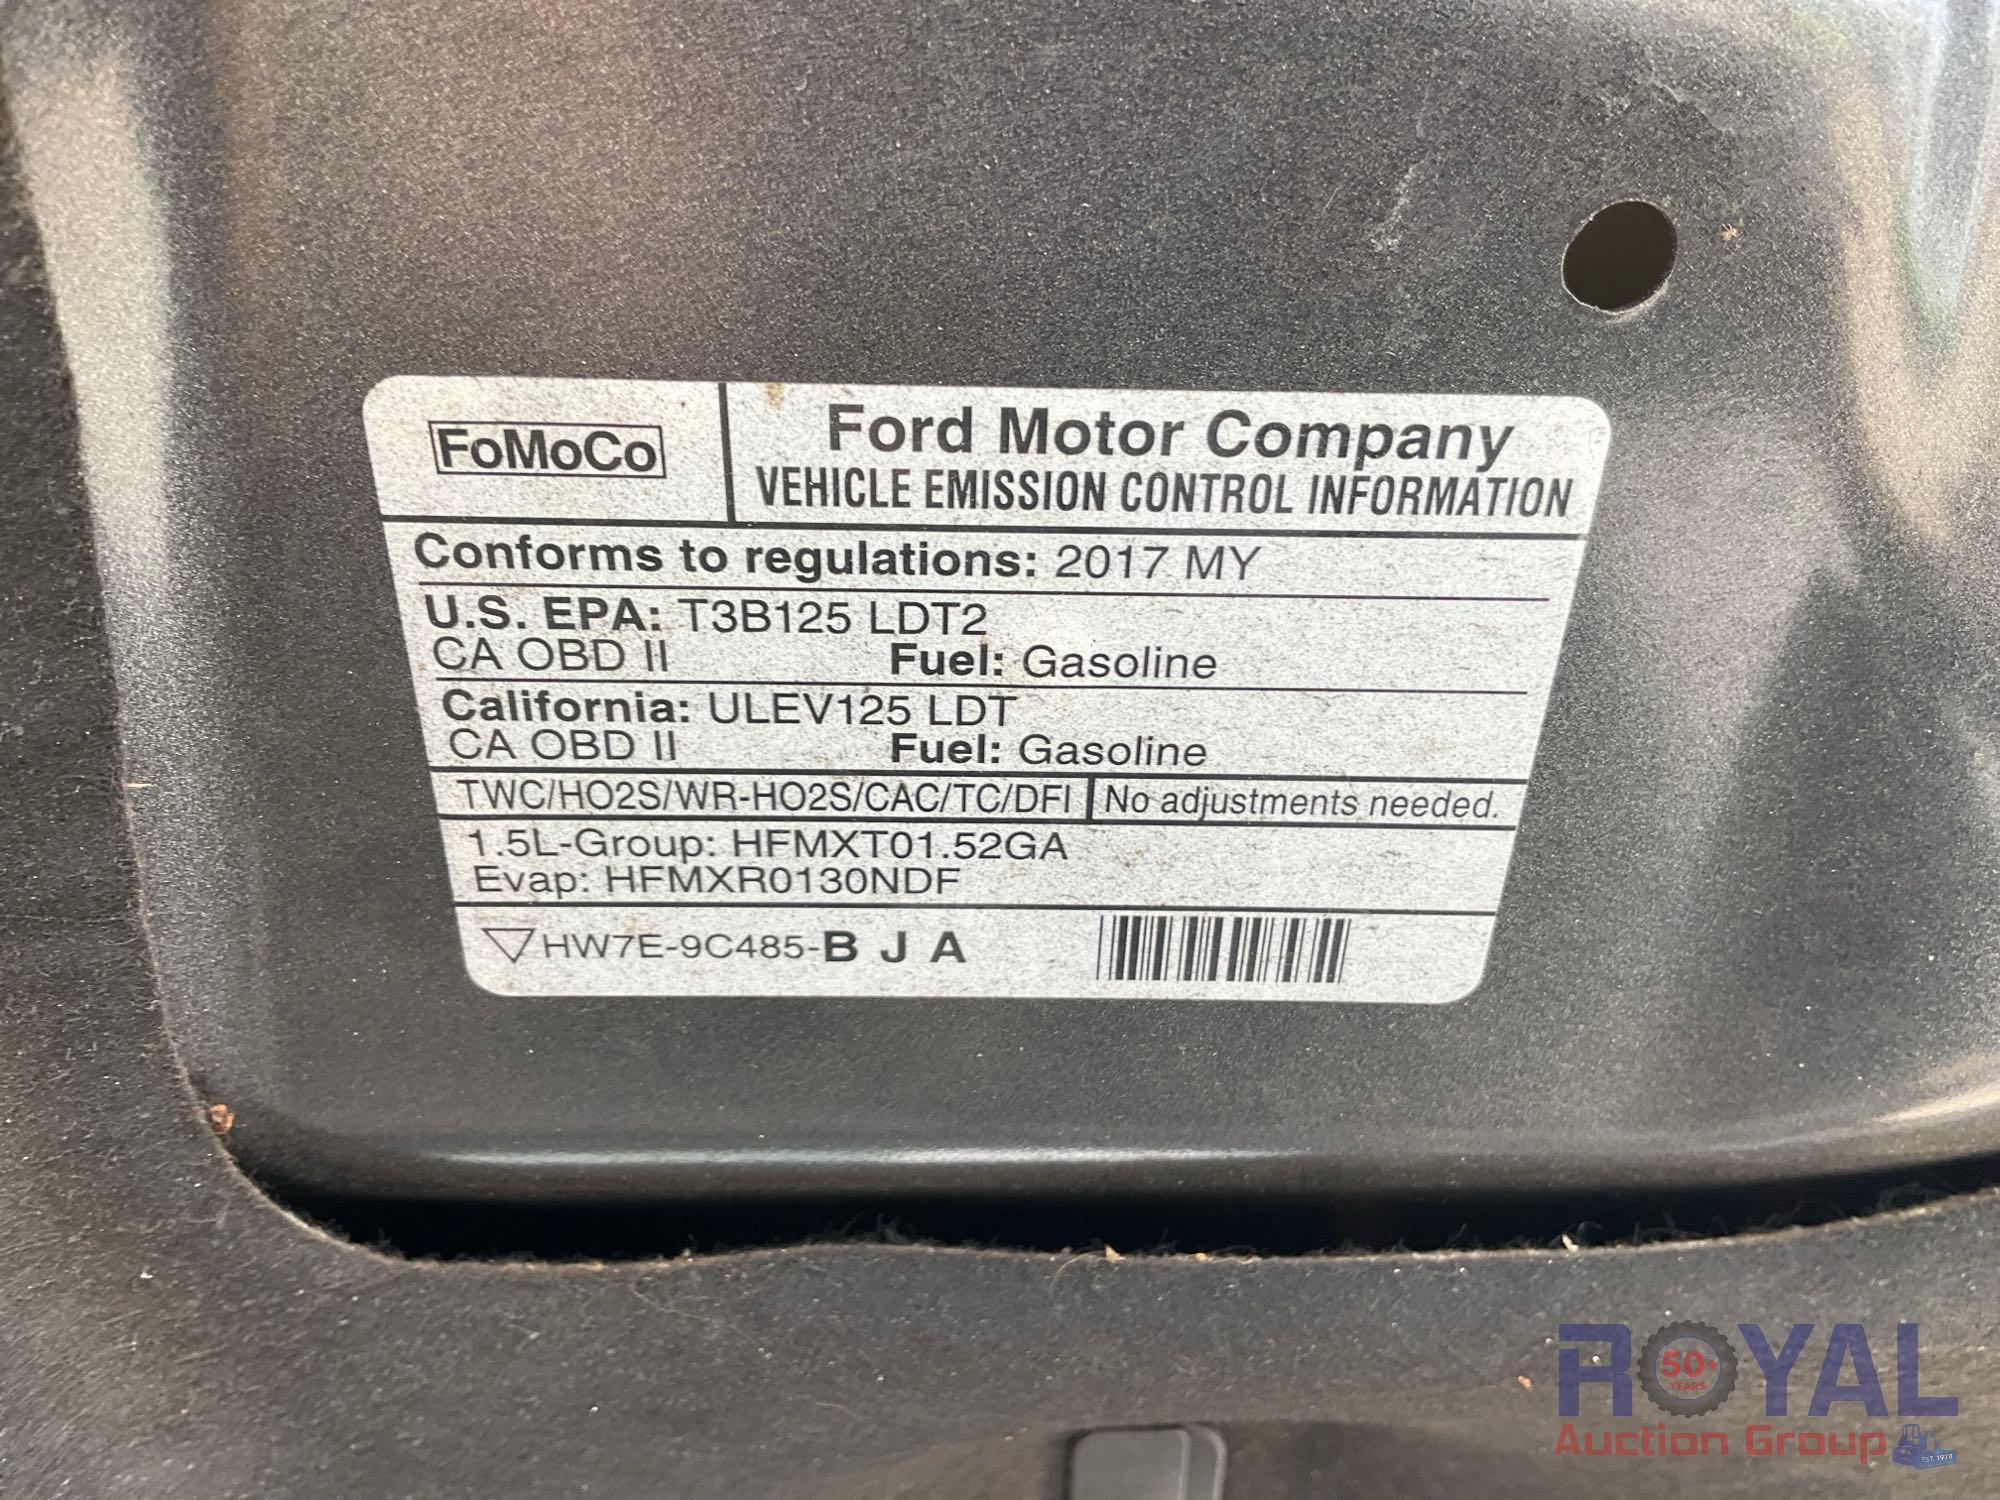 FoMoCo
Ford Motor Company
VEHICLE EMISSION CONTROL INFORMATION
Conforms to regulations: 2017 MY
U.S. EPA: T3B125 LDT2
CA OBD II Fuel: Gasoline
California: ULEV125 LDT
CA OBD II Fuel: Gasoline
TWC/HO2S/WR-HO2S/CAC/TC/DFI No adjustments needed.
1.5L-Group: HFMXT01.52GA
Evap: HFMXR0130NDF
HW7E-9C485-B J A
ROYAL
50+
YEARS
Auction Group
EST. 1970